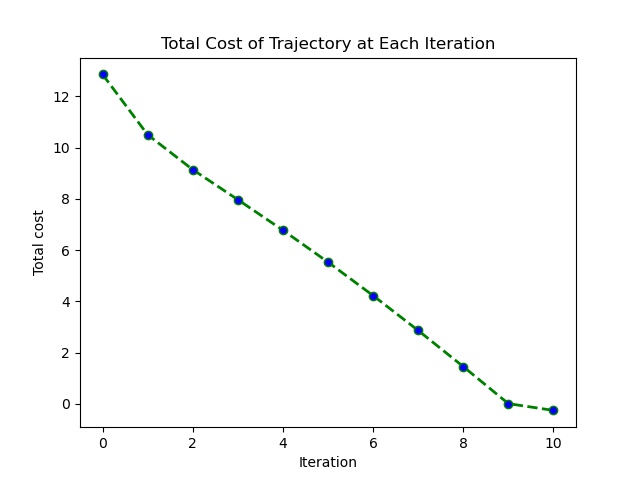 Total Cost of Trajectory at Each Iteration
Total cost
12
10
8
6
4
2
0
0 2 4 6 8 10
Iteration